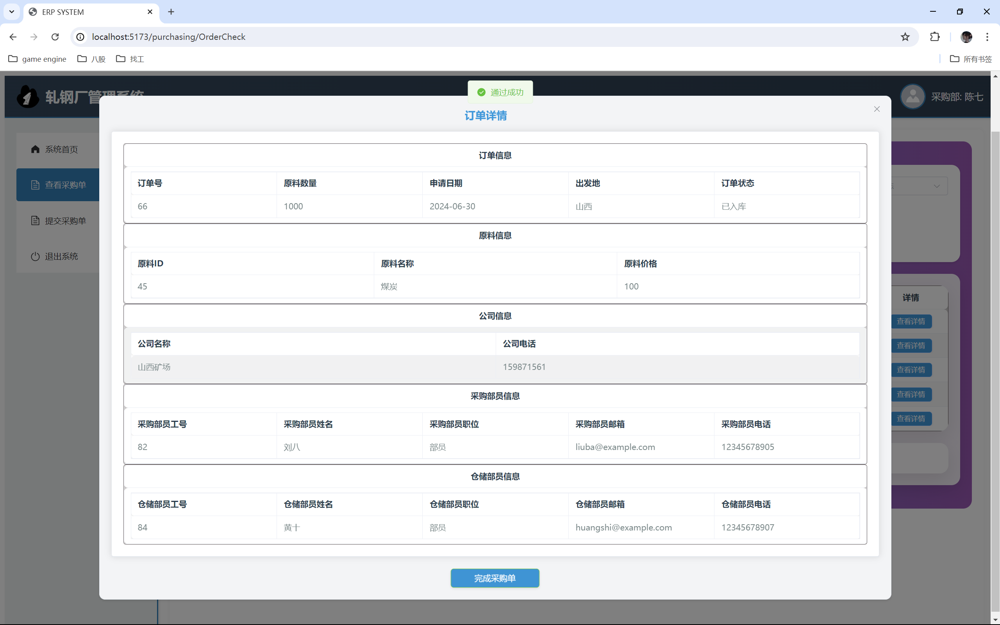 ERP SYSTEM
localhost:5173/purchasing/OrderCheck
game engine 八股 找工 所有书签
轧钢厂管理系统
通过成功
采购部: 陈七
订单详情
系统首页
查看采购单
提交采购单
退出系统
订单信息
订单号 原料数量 申请日期 出发地 订单状态
66 1000 2024-06-30 山西 已入库
原料信息
原料ID 原料名称 原料价格
45 煤炭 100
公司信息
公司名称 公司电话
山西矿场 159871561
采购部员信息
采购部员工号 采购部员姓名 采购部员职位 采购部员邮箱 采购部员电话
82 刘八 部员 liuba@example.com 12345678905
仓储部员信息
仓储部员工号 仓储部员姓名 仓储部员职位 仓储部员邮箱 仓储部员电话
84 黄十 部员 huangshi@example.com 12345678907
完成采购单
详情
查看详情
查看详情
查看详情
查看详情
查看详情